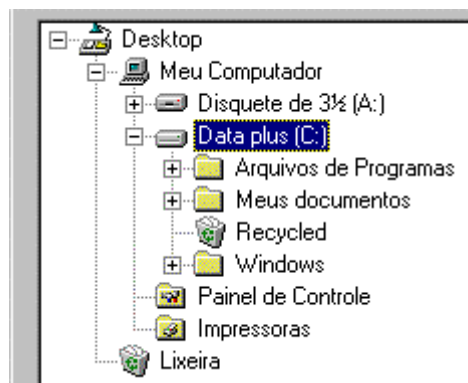 Desktop
Meu Computador
Disquete de 3½ (A:)
Data plus (C:)
Arquivos de Programas
Meus documentos
Recycled
Windows
Painel de Controle
Impressoras
Lixeira